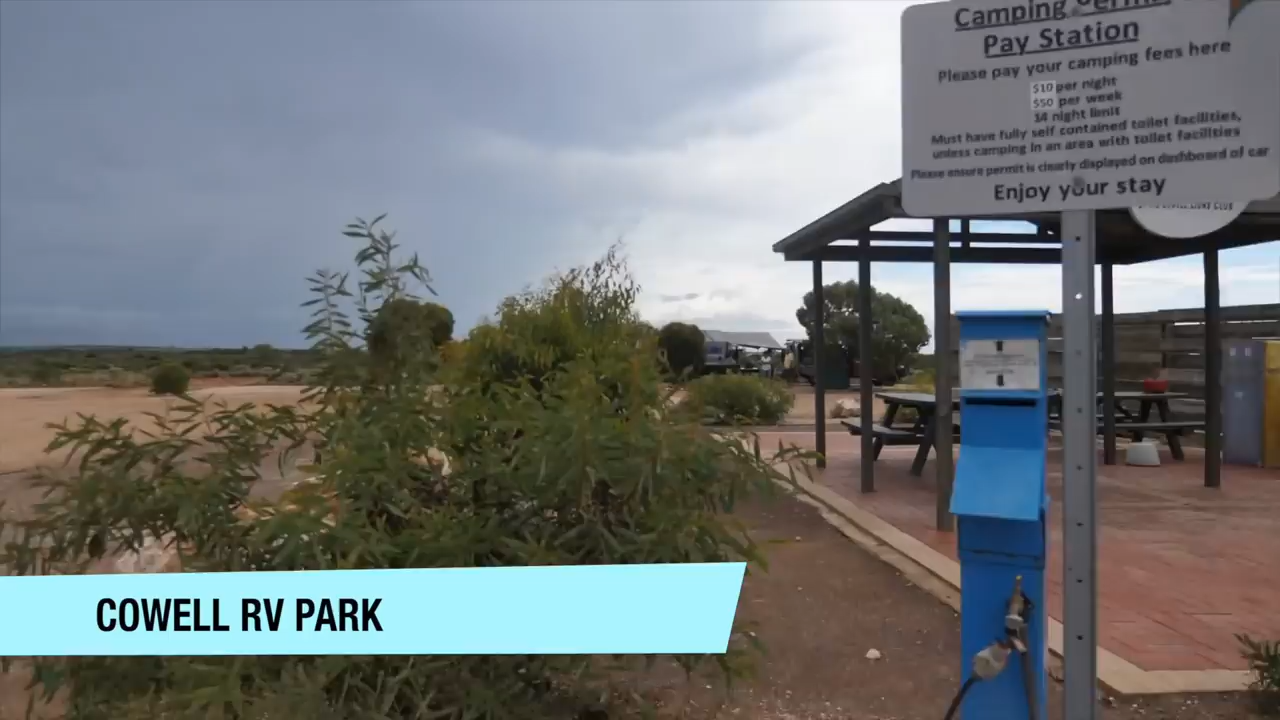 Camping Permit
Pay Station
Please pay your camping fees here
$10 per night
$50 per week
14 night limit
Must have fully self contained toilet facilities,
unless camping in an area with toilet facilities
Please ensure permit is clearly displayed on dashboard of car
Enjoy your stay
COWELL RV PARK